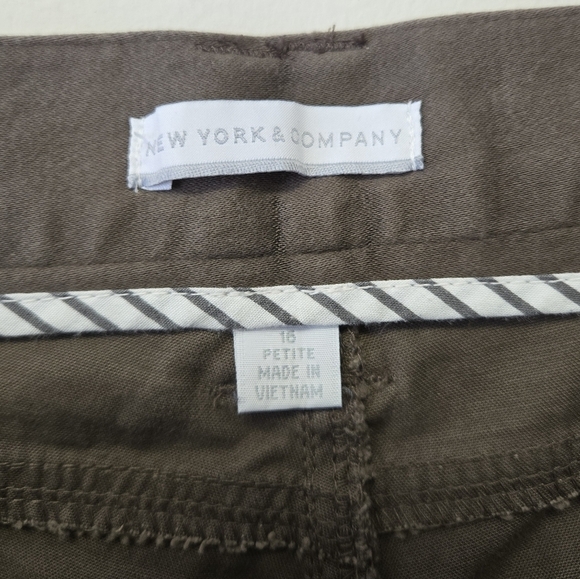 NEW YORK & COMPANY
16
PETITE
MADE IN
VIETNAM